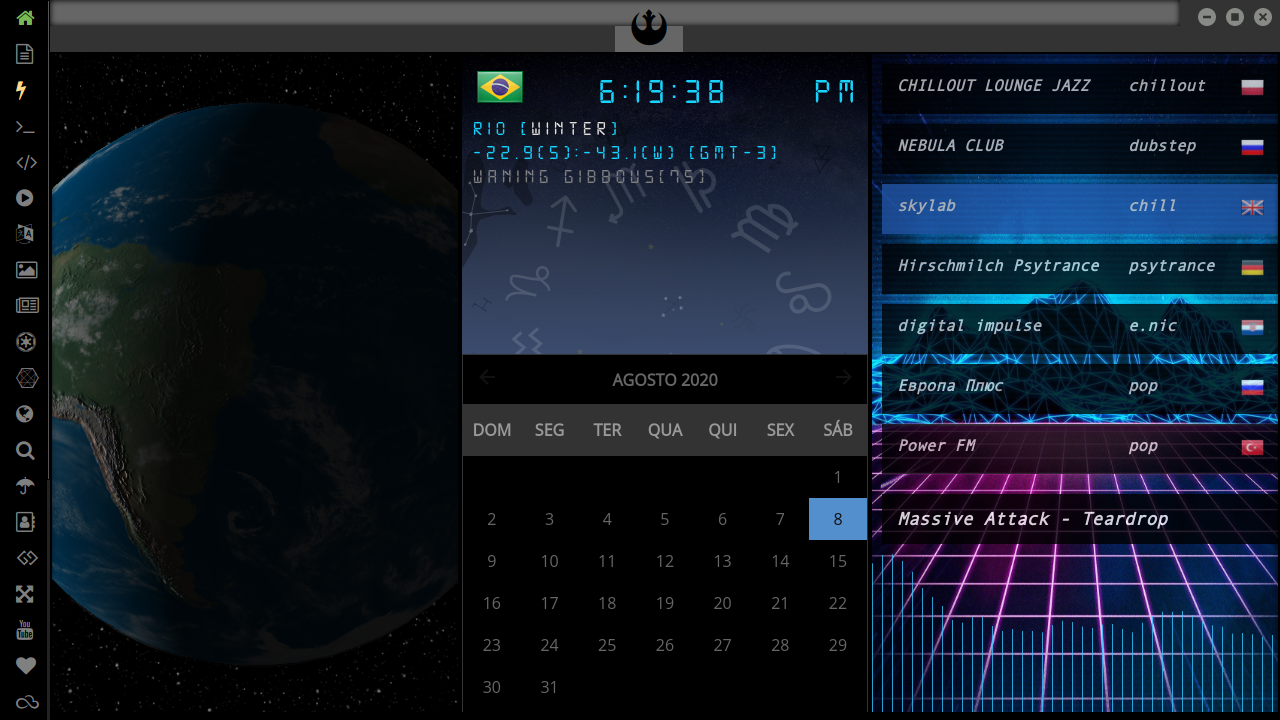 6:19:38 PM
RIO [WINTER]
-22.9(S):-43.1(W) [GMT-3]
WANING GIBBOUS[75]
AGOSTO 2020
DOM SEG TER QUA QUI SEX SÁB
1
2 3 4 5 6 7 8
9 10 11 12 13 14 15
16 17 18 19 20 21 22
23 24 25 26 27 28 29
30 31
CHILLOUT LOUNGE JAZZ chillout
NEBULA CLUB dubstep
skylab chill
Hirschmilch Psytrance psytrance
digital impulse e.nic
Европа Плюс pop
Power FM pop
Massive Attack - Teardrop
You
Tube